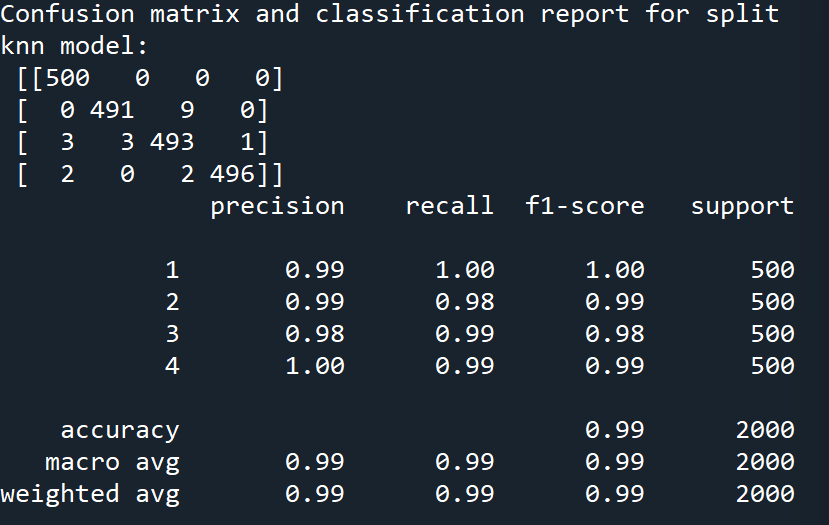 Confusion matrix and classification report for split
knn model:
 [[500   0   0   0]
 [  0 491   9   0]
 [  3   3 493   1]
 [  2   0   2 496]]
              precision    recall  f1-score   support

           1       0.99      1.00      1.00       500
           2       0.99      0.98      0.99       500
           3       0.98      0.99      0.98       500
           4       1.00      0.99      0.99       500

    accuracy                           0.99      2000
   macro avg       0.99      0.99      0.99      2000
weighted avg       0.99      0.99      0.99      2000